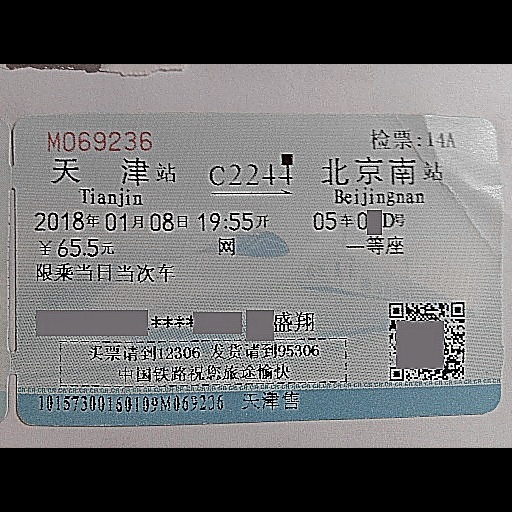 M069236 检票:14A
天津站 C2244 北京南站
Tianjin Beijingnan
2018年01月08日 19:55开 05车0D号
￥65.5元 网 一等座
限乘当日当次车
**** 盛翔
买票请到12306 发货请到95306
中国铁路祝您旅途愉快
10157300160109M069236 天津售